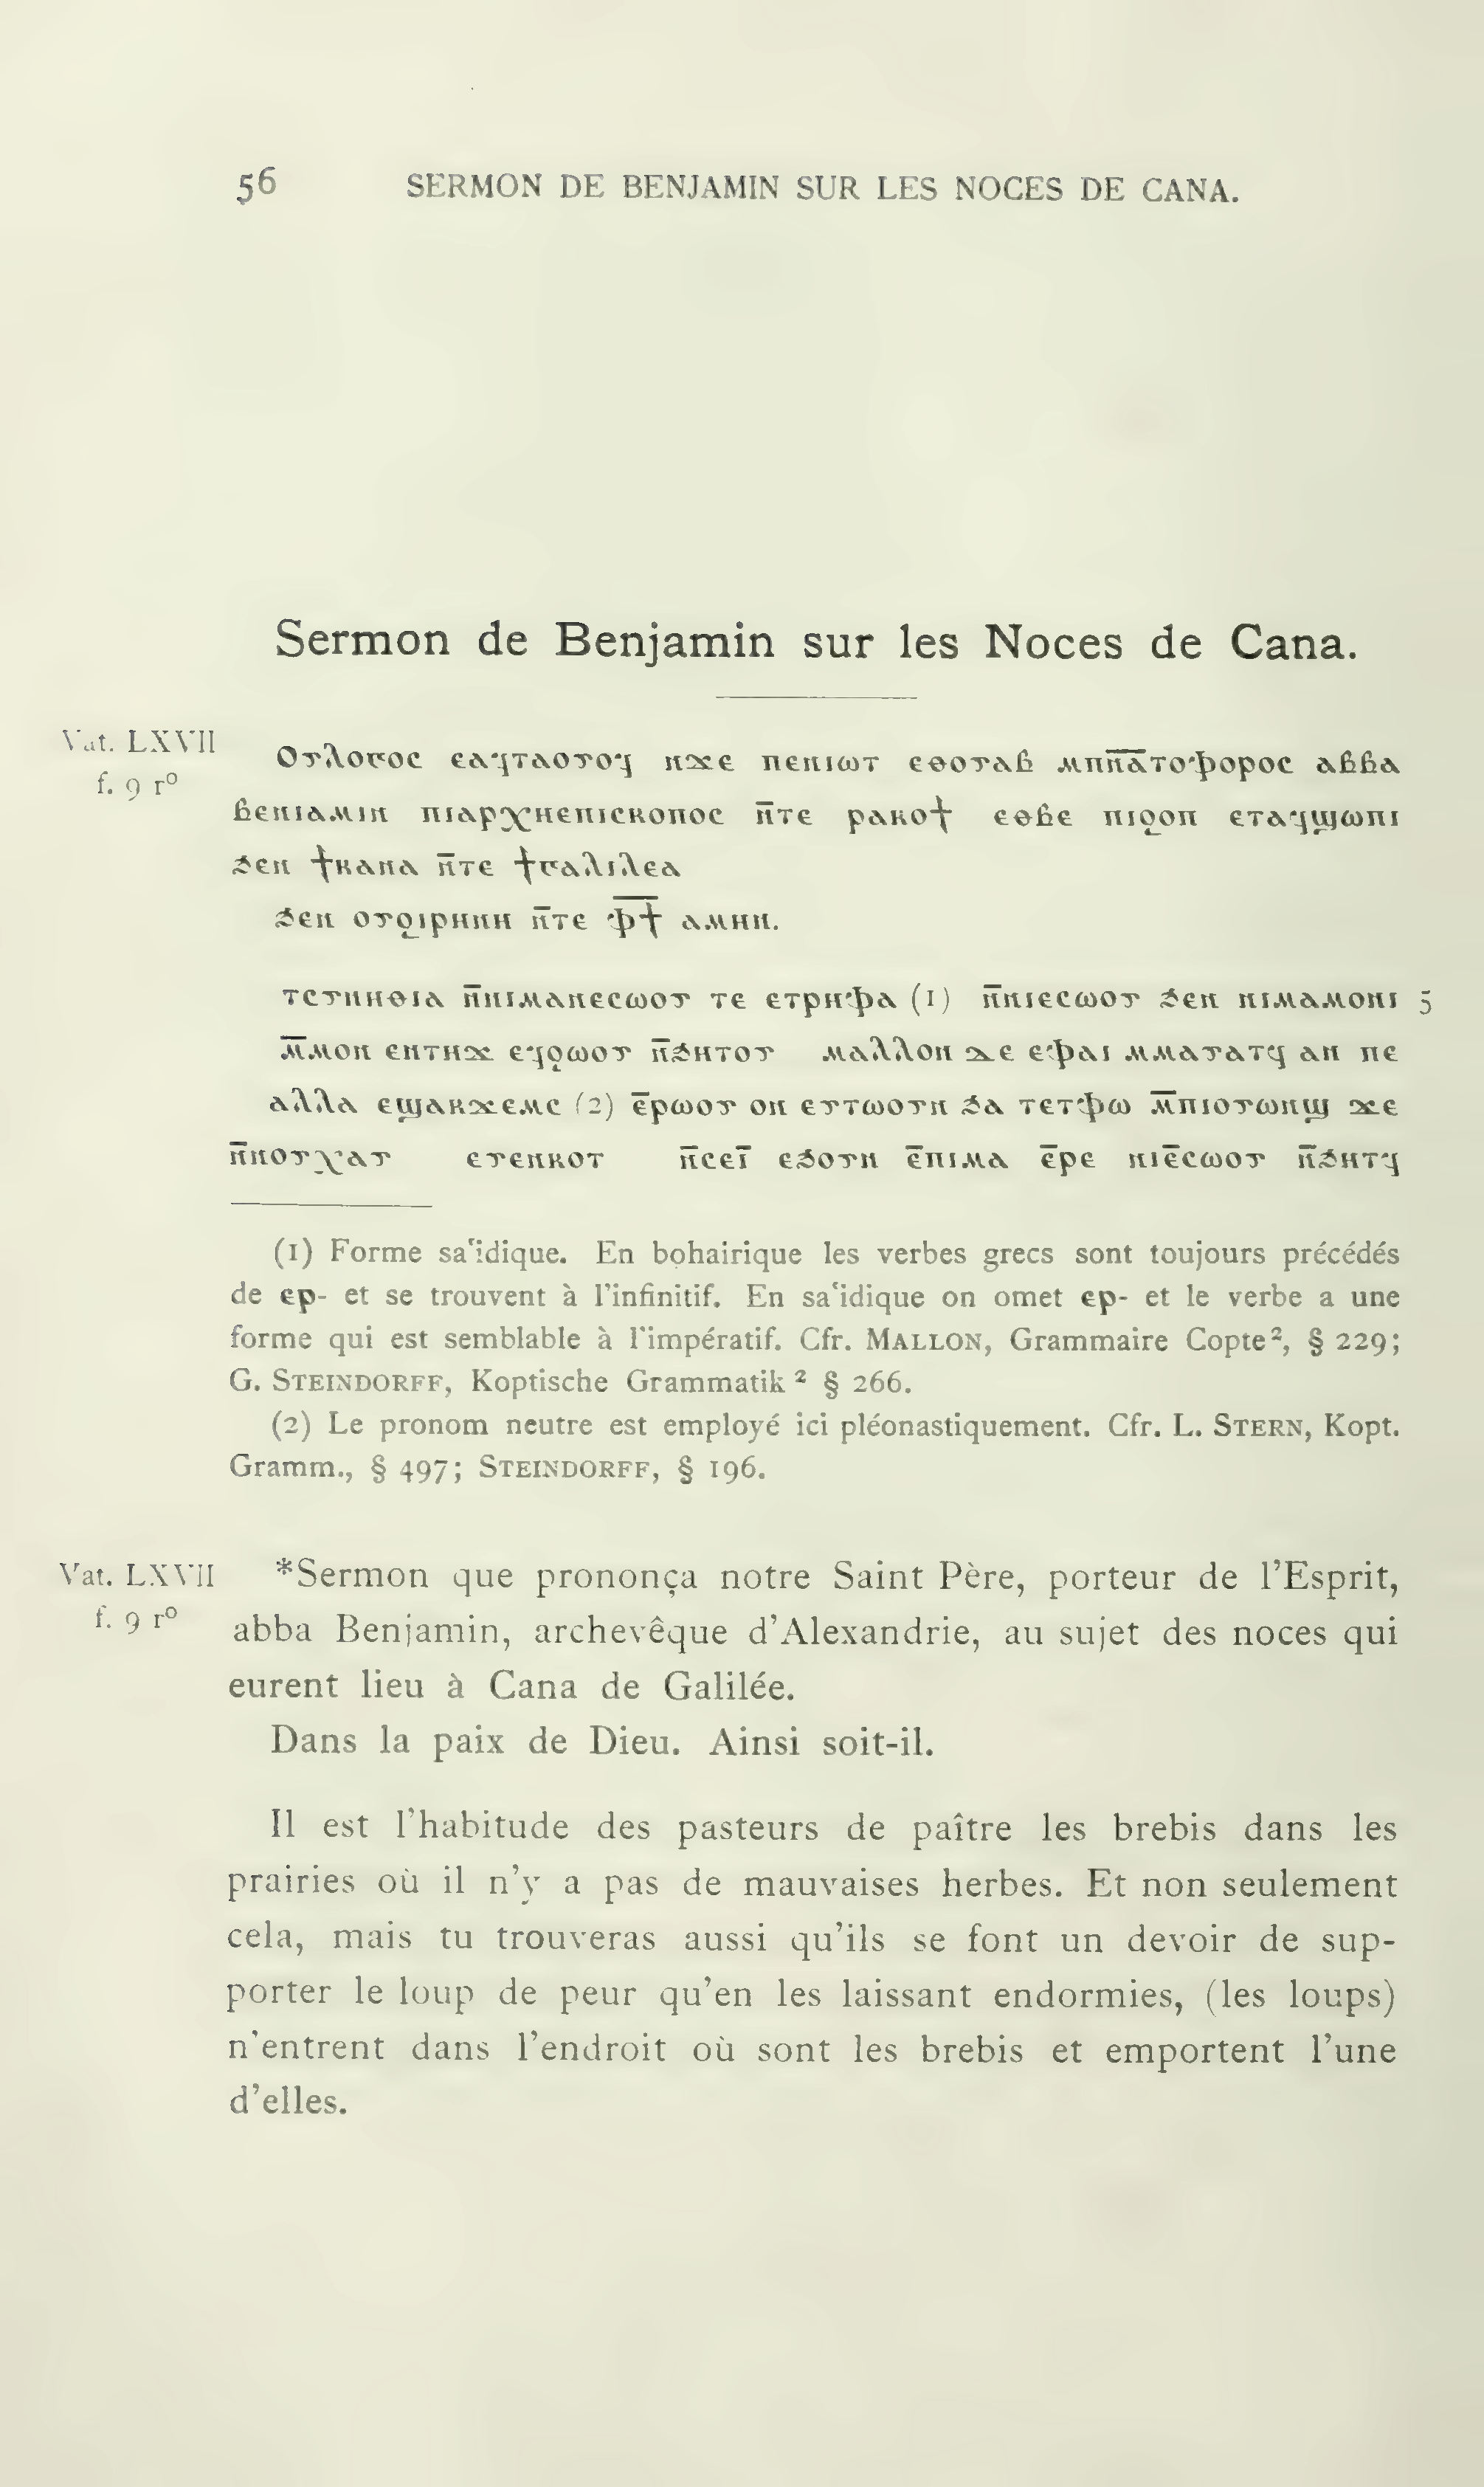 56 SERMON DE BENJAMIN SUR LES NOCES DE CANA.
Sermon de Benjamin sur les Noces de Cana.
Vat. LXVII
f. 9 rº
Ⲟⲩⲗⲟⲅⲟⲥ ⲉⲁϥⲧⲁⲟⲩⲟϥ ⲛϫⲉ ⲡⲉⲛⲓⲱⲧ ⲉⲑⲟⲩⲁⲃ ⲙⲡⲡ̅ⲛ̅ⲁ̅ⲧⲟⲫⲟⲣⲟⲥ ⲁⲃⲃⲁ
ⲃⲉⲛⲓⲁⲙⲓⲛ ⲡⲓⲁⲣⲭⲏⲉⲡⲓⲥⲕⲟⲡⲟⲥ ⲛ̅ⲧⲉ ⲣⲁⲕⲟϯ ⲉⲑⲃⲉ ⲡⲓϩⲟⲡ ⲉⲧⲁϥϣⲱⲡⲓ
ϧⲉⲛ ϯⲕⲁⲛⲁ ⲛ̅ⲧⲉ ϯⲅⲁⲗⲓⲗⲉⲁ
ϧⲉⲛ ⲟⲩϩⲓⲣⲏⲛⲏ ⲛ̅ⲧⲉ ⲫ̅ϯ̅ ⲁⲙⲏⲛ.
ⲧⲥⲩⲛⲏⲑⲓⲁ ⲛ̅ⲛⲓⲙⲁⲛⲉⲥⲱⲟⲩ ⲧⲉ ⲉⲧⲣⲏⲫⲁ (1) ⲛ̅ⲛⲓⲉⲥⲱⲟⲩ ϧⲉⲛ ⲛⲓⲙⲁⲙⲟⲛⲓ 5
ⲙ̅ⲙⲟⲛ ⲉⲛⲧⲏϫ ⲉϥϩⲱⲟⲩ ⲛ̅ϧⲏⲧⲟⲩ ⲙⲁⲗⲗⲟⲛ ϫⲉ ⲉⲫⲁⲓ ⲙⲙⲁⲩⲁⲧϥ ⲁⲛ ⲡⲉ
ⲁⲗⲗⲁ ⲉϣⲁⲕϫⲉⲙⲥ (2) ⲉ̅ⲣⲱⲟⲩ ⲟⲛ ⲉⲩⲧⲱⲟⲩⲛ ϧⲁ ⲧⲉⲧⲫⲱ ⲙ̅ⲡⲓⲟⲩⲱⲛϣ ϫⲉ
ⲛ̅ⲛⲟⲩⲭⲁⲩ ⲉⲩⲉⲛⲕⲟⲧ ⲛ̅ⲥⲉⲓ̅ ⲉϧⲟⲩⲛ ⲉ̅ⲡⲓⲙⲁ ⲉ̅ⲣⲉ ⲛⲓⲉ̅ⲥⲱⲟⲩ ⲛ̅ϧⲏⲧϥ
(1) Forme saʿidique. En bohairique les verbes grecs sont toujours précédés
de ⲉⲣ- et se trouvent à l'infinitif. En saʿidique on omet ⲉⲣ- et le verbe a une
forme qui est semblable à l'impératif. Cfr. MALLON, Grammaire Copte², § 229;
G. STEINDORFF, Koptische Grammatik ² § 266.
(2) Le pronom neutre est employé ici pléonastiquement. Cfr. L. STERN, Kopt.
Gramm., § 497; STEINDORFF, § 196.
Vat. LXVII
f. 9 rº
*Sermon que prononça notre Saint Père, porteur de l'Esprit,
abba Benjamin, archevêque d'Alexandrie, au sujet des noces qui
eurent lieu à Cana de Galilée.
Dans la paix de Dieu. Ainsi soit-il.
Il est l'habitude des pasteurs de paître les brebis dans les
prairies où il n'y a pas de mauvaises herbes. Et non seulement
cela, mais tu trouveras aussi qu'ils se font un devoir de sup-
porter le loup de peur qu'en les laissant endormies, (les loups)
n'entrent dans l'endroit où sont les brebis et emportent l'une
d'elles.